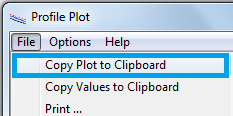 Profile Plot
File Options Help
Copy Plot to Clipboard
Copy Values to Clipboard
Print ...